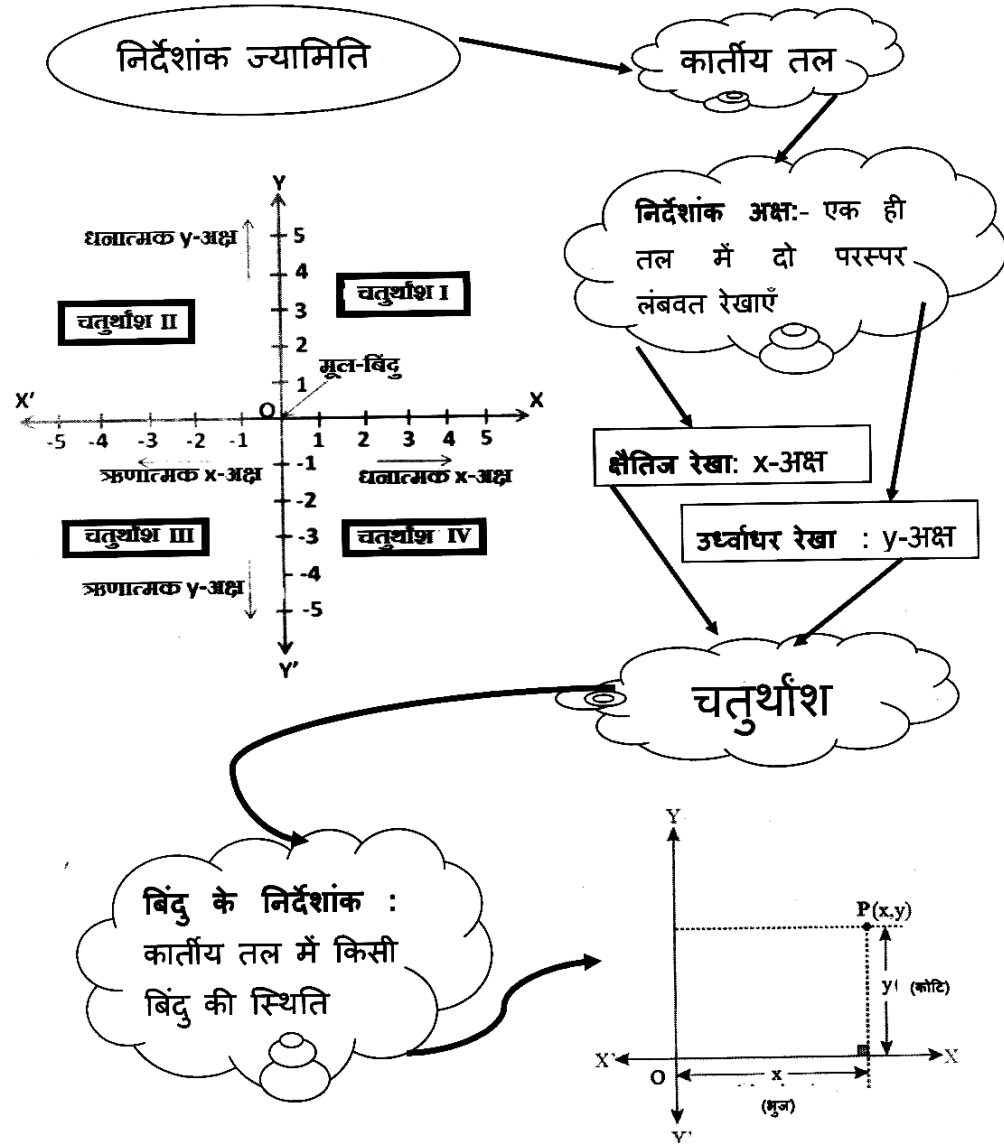 निर्देशांक ज्यामिति
कार्तीय तल
निर्देशांक अक्ष:- एक ही
तल में दो परस्पर
लंबवत रेखाएँ
Y
धनात्मक y-अक्ष
5
4
चतुर्थांश I
चतुर्थांश II
3
2
1
मूल-बिंदु
X'
O
X
-5 -4 -3 -2 -1 1 2 3 4 5
-1
ऋणात्मक x-अक्ष
धनात्मक x-अक्ष
-2
चतुर्थांश III
-3
चतुर्थांश IV
-4
ऋणात्मक y-अक्ष
-5
Y'
क्षैतिज रेखा: x-अक्ष
उर्ध्वाधर रेखा : y-अक्ष
चतुर्थांश
बिंदु के निर्देशांक :
कार्तीय तल में किसी
बिंदु की स्थिति
Y
P(x,y)
y (कोटि)
X'
X
O
x
(भुज)
Y'